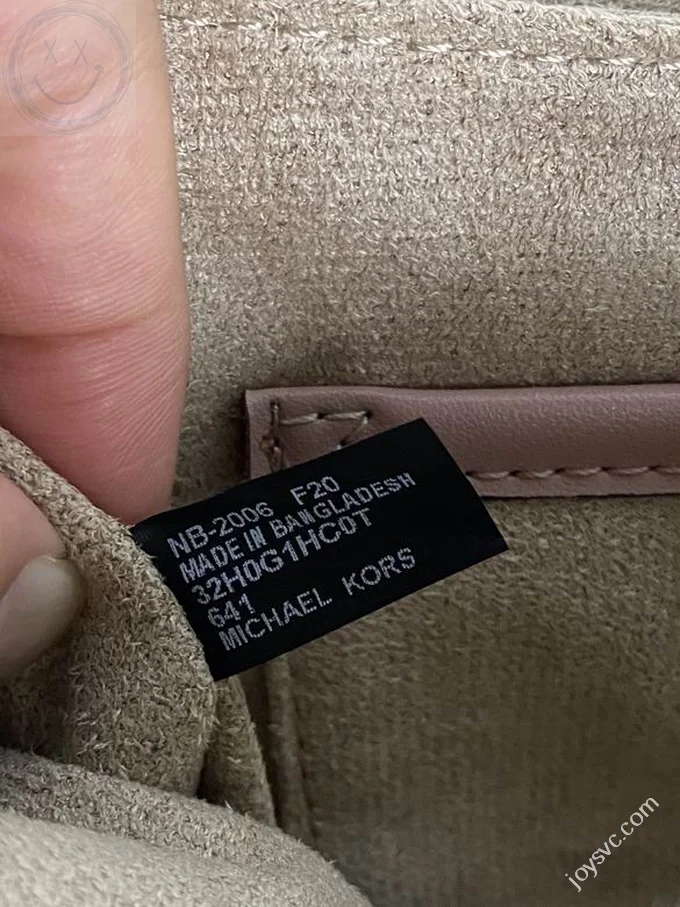 NB-2006 F20
MADE IN BANGLADESH
32H0G1HC0T
641
MICHAEL KORS
joysvc.com